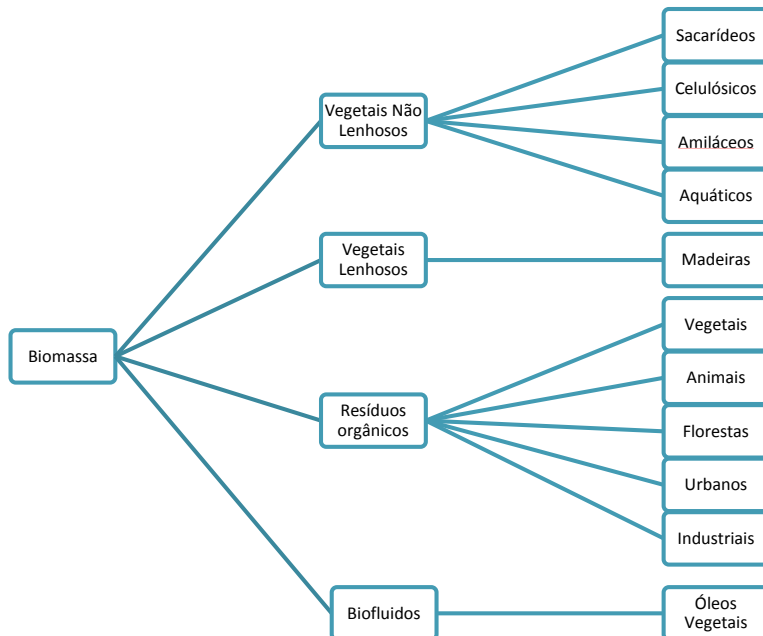 Biomassa
Vegetais Não
Lenhosos
Sacarídeos
Celulósicos
Amiláceos
Aquáticos
Vegetais
Lenhosos
Madeiras
Resíduos
orgânicos
Vegetais
Animais
Florestas
Urbanos
Industriais
Biofluidos
Óleos
Vegetais